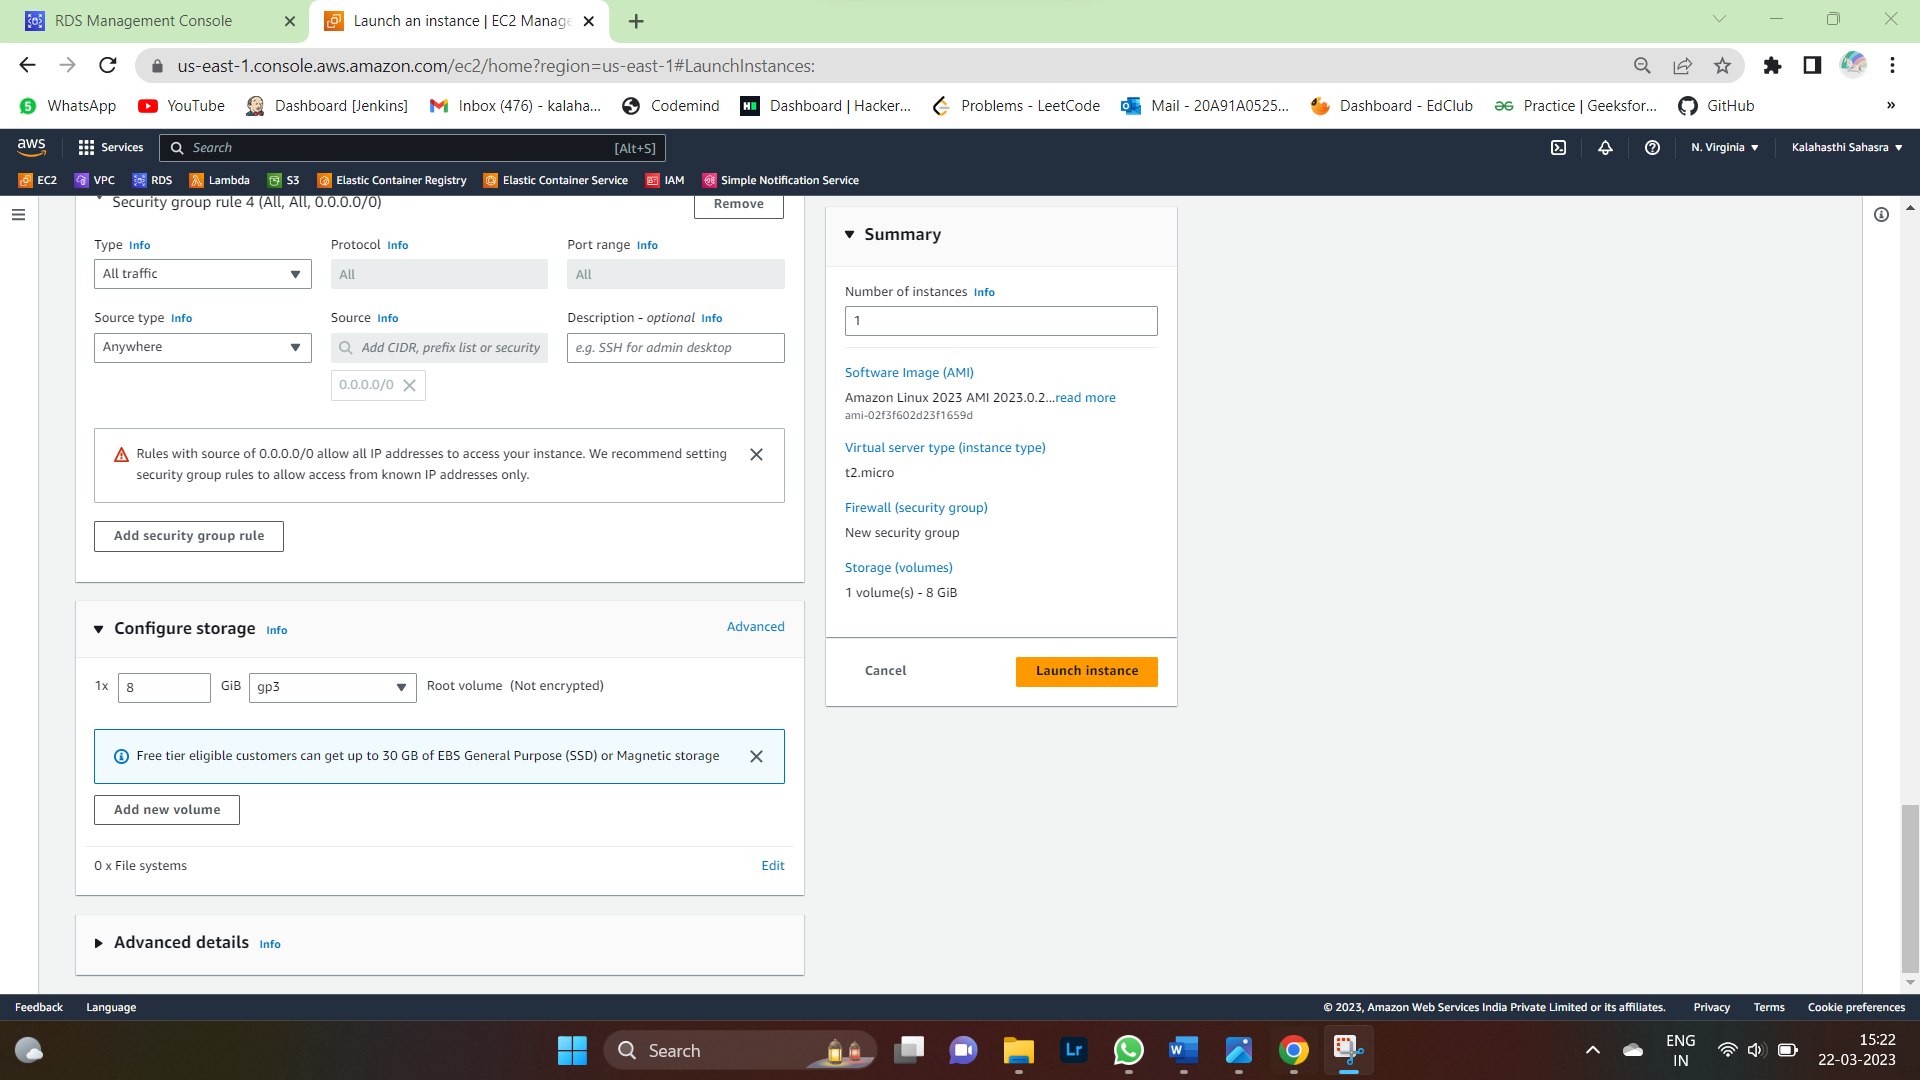 RDS Management Console
Launch an instance | EC2 Manage
us-east-1.console.aws.amazon.com/ec2/home?region=us-east-1#LaunchInstances:
WhatsApp YouTube Dashboard [Jenkins] Inbox (476) - kalaha... Codemind Dashboard | Hacker... Problems - LeetCode Mail - 20A91A0525... Dashboard - EdClub Practice | Geeksfor... GitHub »
aws Services Search [Alt+S] N. Virginia Kalahasthi Sahasra
EC2 VPC RDS Lambda S3 Elastic Container Registry Elastic Container Service IAM Simple Notification Service
Security group rule 4 (All, All, 0.0.0.0/0) Remove
Type Info Protocol Info Port range Info
All traffic All All
Source type Info Source Info Description - optional Info
Anywhere Add CIDR, prefix list or security e.g. SSH for admin desktop
0.0.0.0/0
Rules with source of 0.0.0.0/0 allow all IP addresses to access your instance. We recommend setting
security group rules to allow access from known IP addresses only.
Add security group rule
Configure storage Info Advanced
1x 8 GiB gp3 Root volume (Not encrypted)
Free tier eligible customers can get up to 30 GB of EBS General Purpose (SSD) or Magnetic storage
Add new volume
0 x File systems Edit
Advanced details Info
Summary
Number of instances Info
1
Software Image (AMI)
Amazon Linux 2023 AMI 2023.0.2...read more
ami-02f3f602d23f1659d
Virtual server type (instance type)
t2.micro
Firewall (security group)
New security group
Storage (volumes)
1 volume(s) - 8 GiB
Cancel Launch instance
Feedback Language © 2023, Amazon Web Services India Private Limited or its affiliates. Privacy Terms Cookie preferences
Search Lr W ENG 15:22
IN 22-03-2023